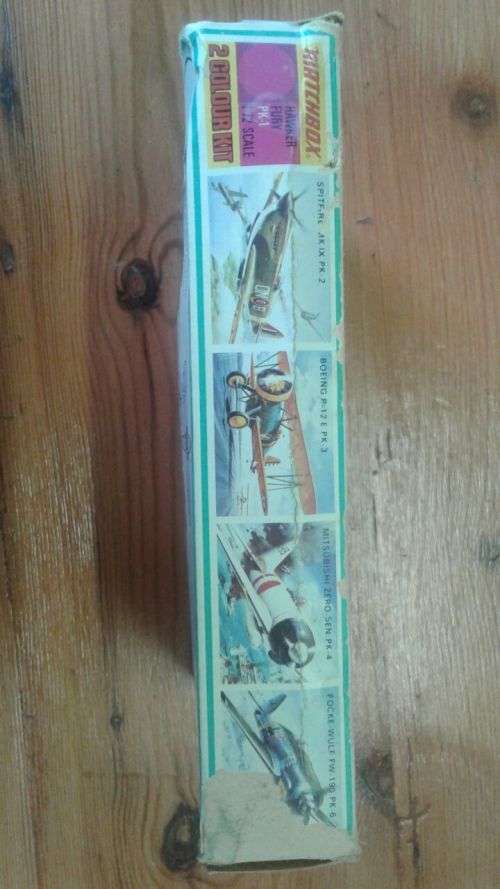 MATCHBOX
HAWKER
FURY
PK-1
1/72 SCALE
2 COLOUR KIT
SPITFIRE MK IX PK-2
BOEING P-12 E PK-3
MITSUBISHI ZERO-SEN PK-4
FOCKE WULF FW 190 PK-6